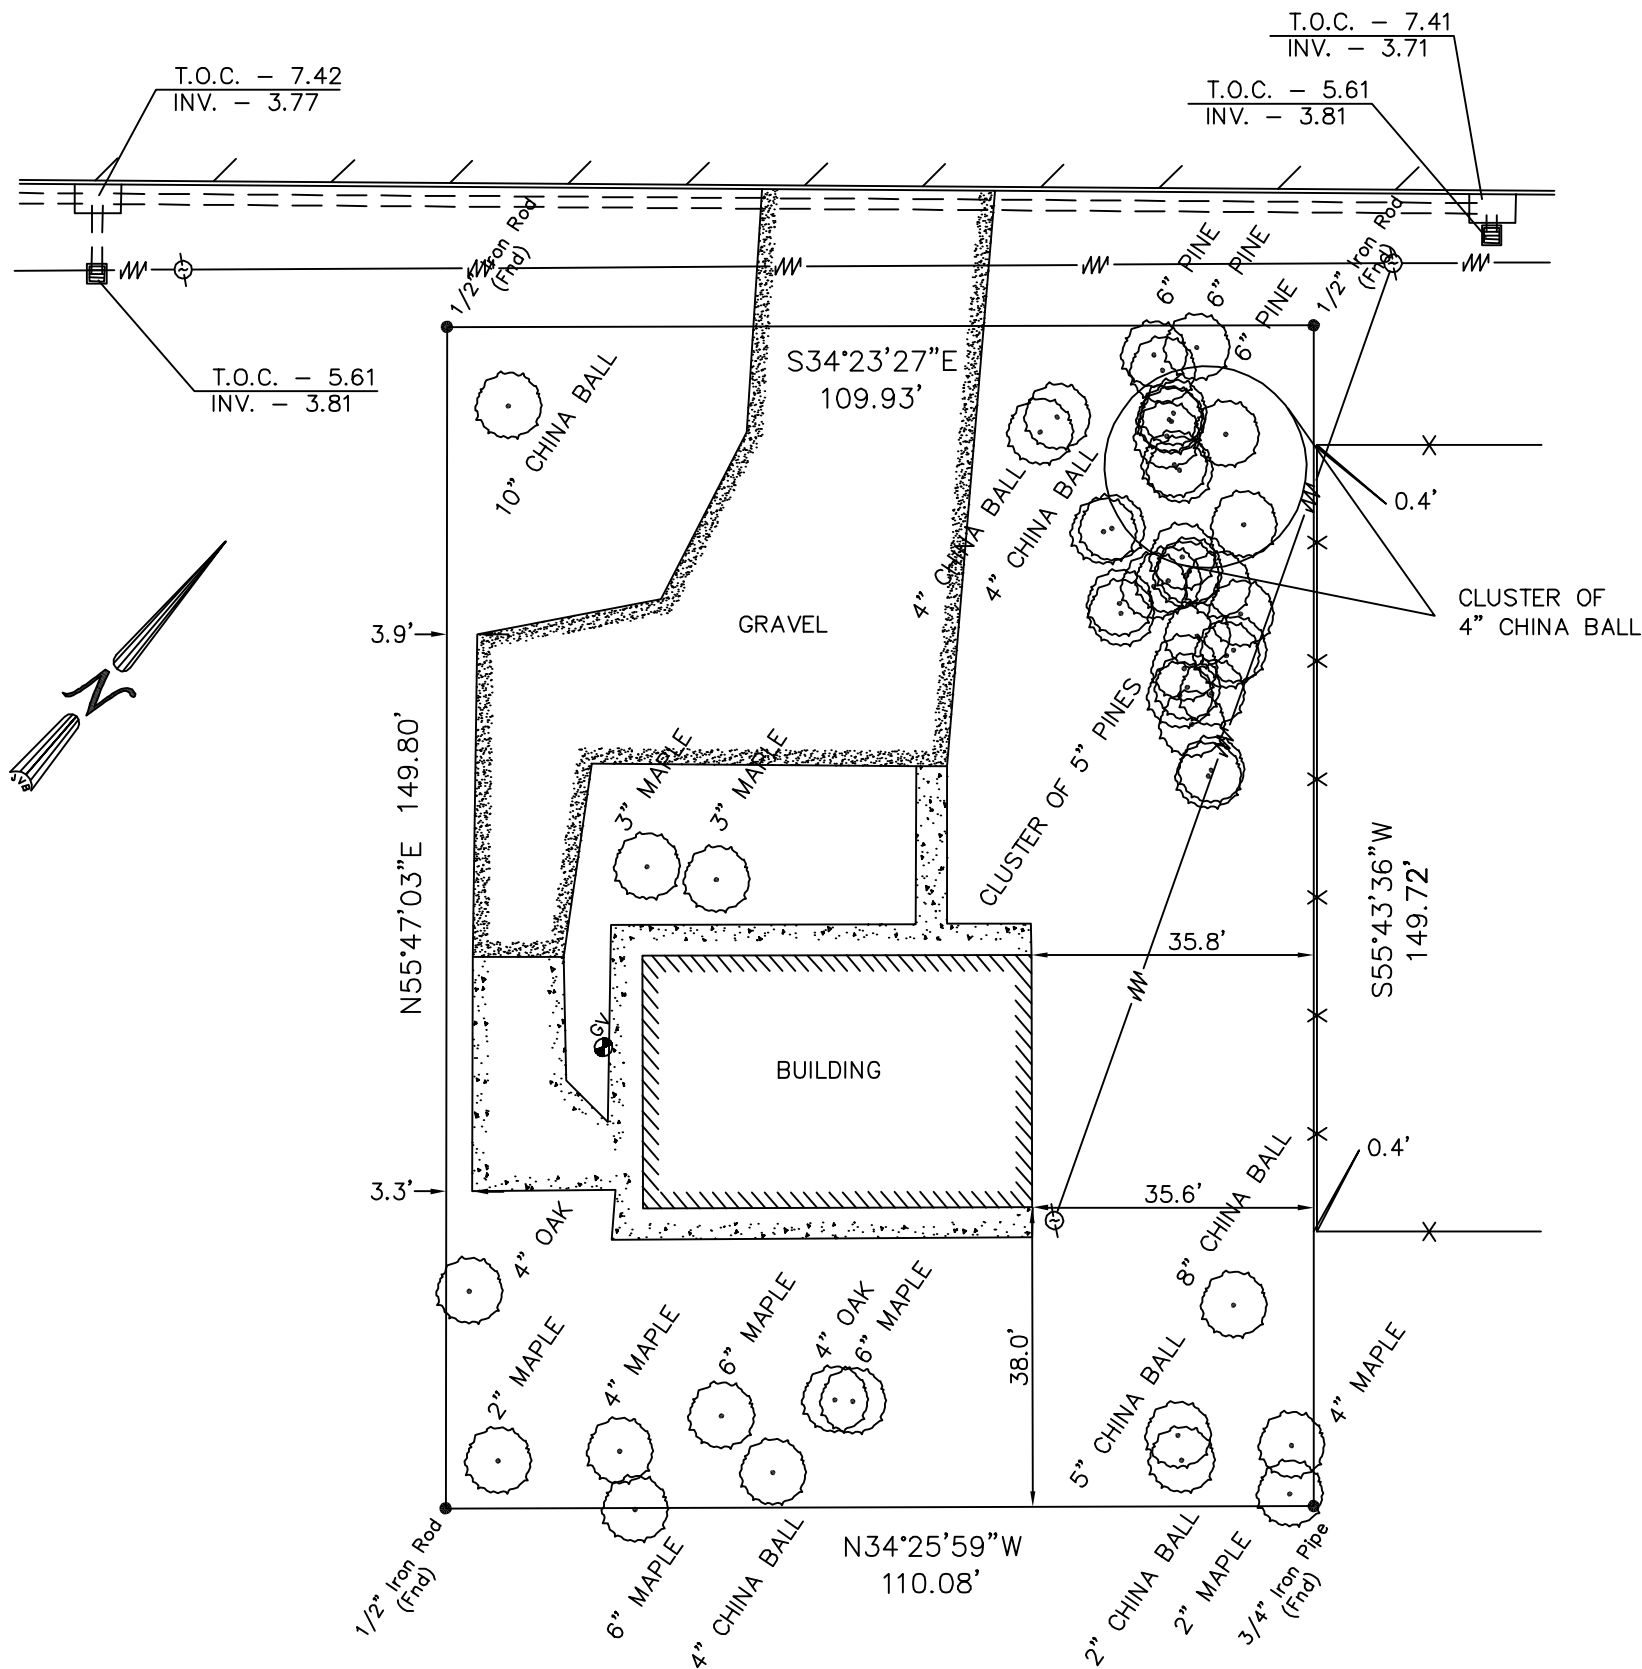 T.O.C. – 7.41
INV. – 3.71
T.O.C. – 7.42
INV. – 3.77
T.O.C. – 5.61
INV. – 3.81
1/2" Iron Rod
(Fnd)
6" PINE
6" PINE
6" PINE
1/2" Iron Rod
(Fnd)
T.O.C. – 5.61
INV. – 3.81
S34°23'27"E
109.93'
10" CHINA BALL
4" CHINA BALL
4" CHINA BALL
0.4'
CLUSTER OF
4" CHINA BALL
3.9'
GRAVEL
N
JVB
N55°47'03"E 149.80'
3" MAPLE
3" MAPLE
CLUSTER OF 5" PINES
S55°43'36"W
149.72'
35.8'
GV
BUILDING
3.3'
35.6'
0.4'
4" OAK
8" CHINA BALL
2" MAPLE
4" MAPLE
6" MAPLE
4" OAK
6" MAPLE
38.0'
5" CHINA BALL
4" MAPLE
1/2" Iron Rod
(Fnd)
6" MAPLE
4" CHINA BALL
N34°25'59"W
110.08'
2" CHINA BALL
2" MAPLE
3/4" Iron Pipe
(Fnd)